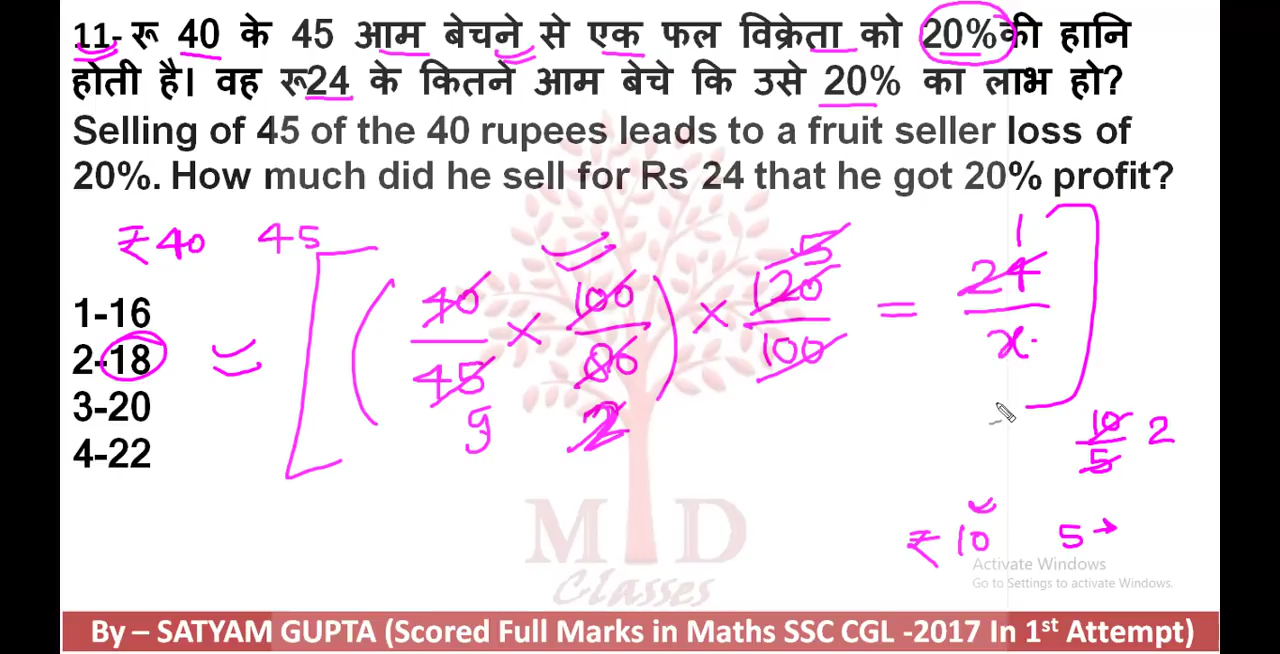 11- रू 40 के 45 आम बेचने से एक फल विक्रेता को 20%की हानि
होती है। वह रू24 के कितने आम बेचे कि उसे 20% का लाभ हो?
Selling of 45 of the 40 rupees leads to a fruit seller loss of
20%. How much did he sell for Rs 24 that he got 20% profit?
₹40 45
1-16
2-18
3-20
4-22
= [(40/45 × 100/80) × 120/100 = 24/x]
5
1
9
2
10/5 2
₹10 5→
MD
Classes
Activate Windows
Go to Settings to activate Windows.
By – SATYAM GUPTA (Scored Full Marks in Maths SSC CGL -2017 In 1st Attempt)